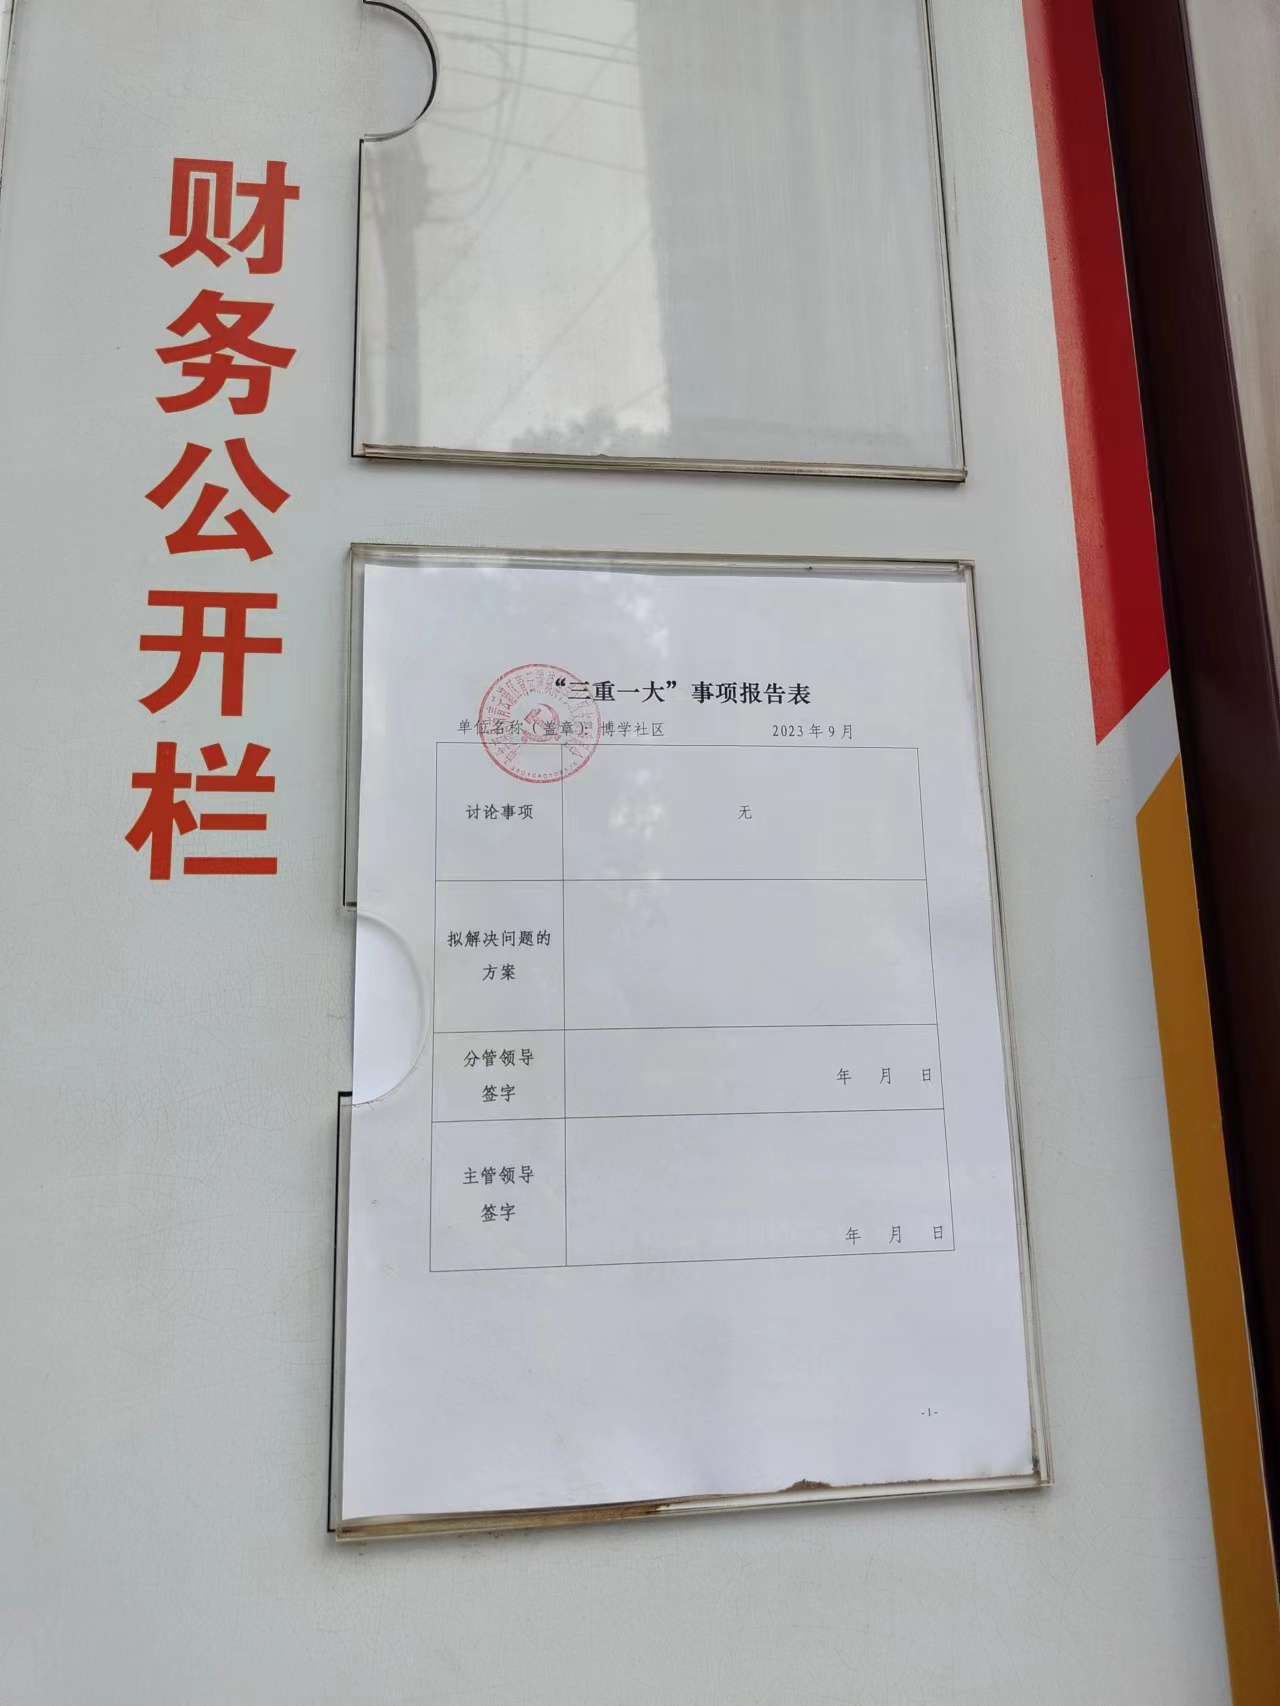 财务公开栏
“三重一大”事项报告表
单位名称（盖章）：博学社区 2023年9月
讨论事项 无
拟解决问题的
方案
分管领导
签字
年 月 日
主管领导
签字
年 月 日
-1-